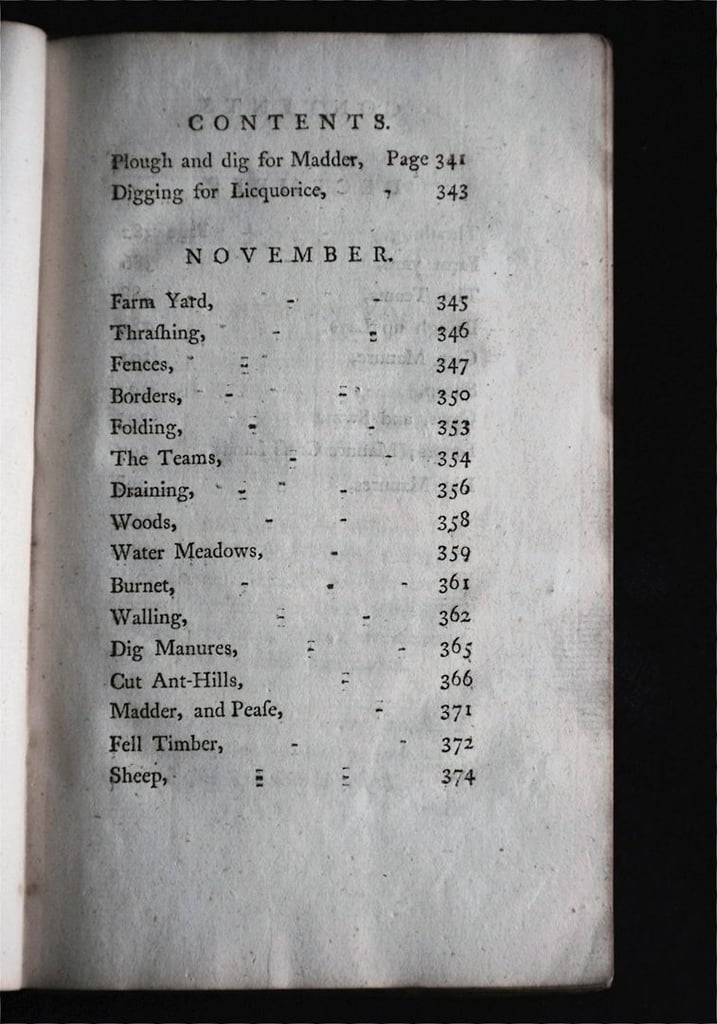 CONTENTS.
Plough and dig for Madder, Page 341
Digging for Licquorice, - - 343
NOVEMBER.
Farm Yard, - - 345
Thraſhing, - - 346
Fences, - 347
Borders, - - 350
Folding, - - 353
The Teams, - - 354
Draining, - - 356
Woods, - - 358
Water Meadows, - 359
Burnet, - - - 361
Walling, - - 362
Dig Manures, - - 365
Cut Ant-Hills, - 366
Madder, and Peaſe, - 371
Fell Timber, - - 372
Sheep, - - 374